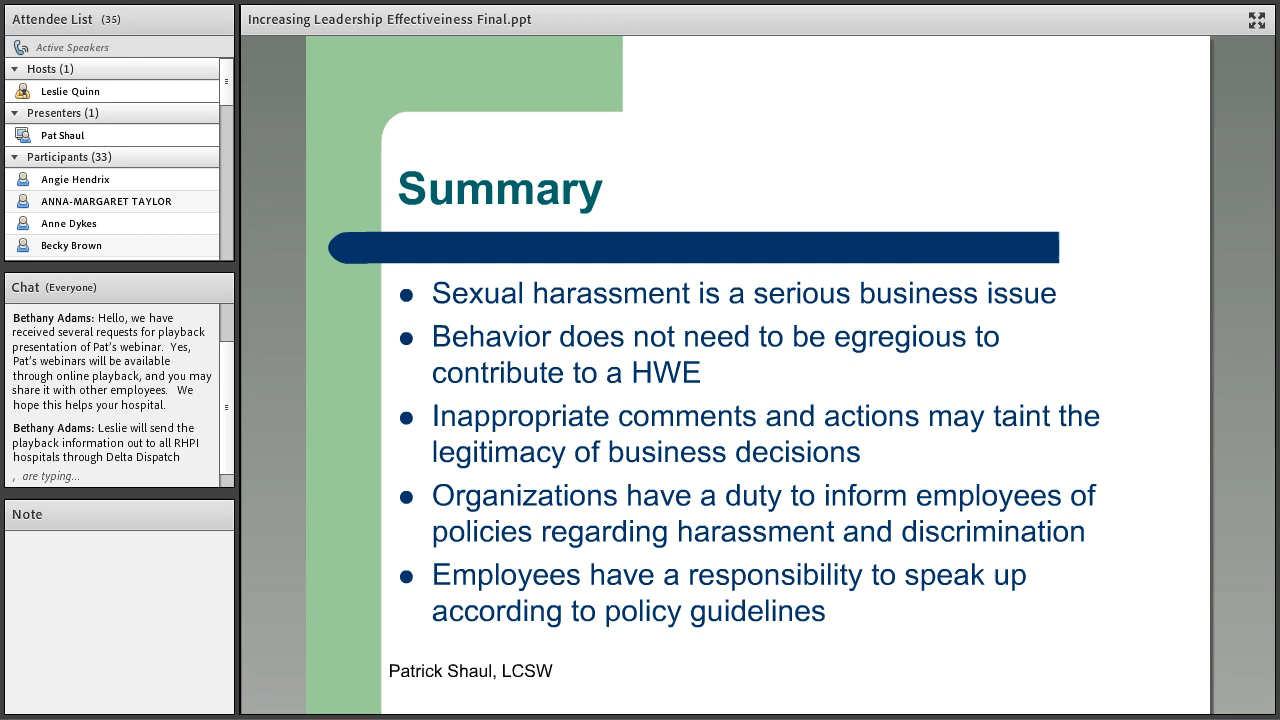 Attendee List (35)
Active Speakers
Hosts (1)
Leslie Quinn
Presenters (1)
Pat Shaul
Participants (33)
Angie Hendrix
ANNA-MARGARET TAYLOR
Anne Dykes
Becky Brown
Chat (Everyone)
Bethany Adams: Hello, we have
received several requests for playback
presentation of Pat's webinar. Yes,
Pat's webinars will be available
through online playback, and you may
share it with other employees. We
hope this helps your hospital.
Bethany Adams: Leslie will send the
playback information out to all RHPI
hospitals through Delta Dispatch
, are typing...
Note
Increasing Leadership Effectiveiness Final.ppt
Summary
Sexual harassment is a serious business issue
Behavior does not need to be egregious to
contribute to a HWE
Inappropriate comments and actions may taint the
legitimacy of business decisions
Organizations have a duty to inform employees of
policies regarding harassment and discrimination
Employees have a responsibility to speak up
according to policy guidelines
Patrick Shaul, LCSW